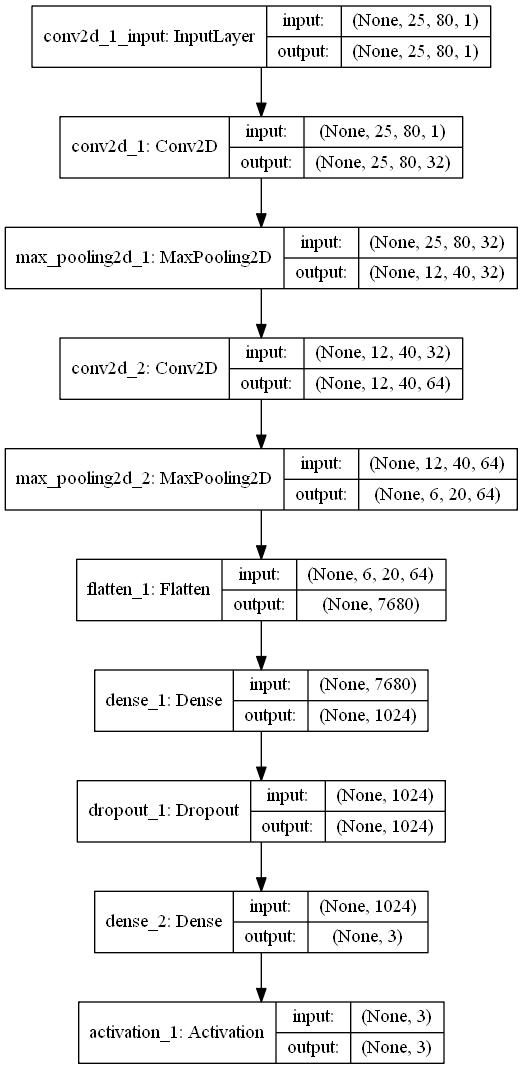 conv2d_1_input: InputLayer
input: (None, 25, 80, 1)
output: (None, 25, 80, 1)
conv2d_1: Conv2D
input: (None, 25, 80, 1)
output: (None, 25, 80, 32)
max_pooling2d_1: MaxPooling2D
input: (None, 25, 80, 32)
output: (None, 12, 40, 32)
conv2d_2: Conv2D
input: (None, 12, 40, 32)
output: (None, 12, 40, 64)
max_pooling2d_2: MaxPooling2D
input: (None, 12, 40, 64)
output: (None, 6, 20, 64)
flatten_1: Flatten
input: (None, 6, 20, 64)
output: (None, 7680)
dense_1: Dense
input: (None, 7680)
output: (None, 1024)
dropout_1: Dropout
input: (None, 1024)
output: (None, 1024)
dense_2: Dense
input: (None, 1024)
output: (None, 3)
activation_1: Activation
input: (None, 3)
output: (None, 3)